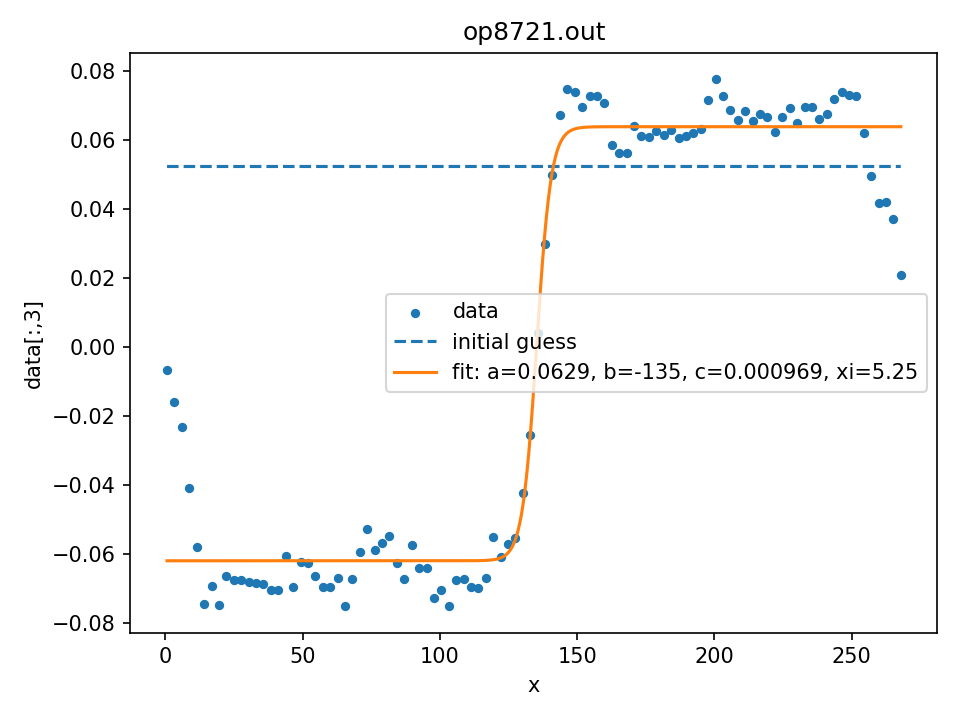 op8721.out
0.08
0.06
0.04
0.02
0.00
−0.02
−0.04
−0.06
−0.08
data[:,3]
data
initial guess
fit: a=0.0629, b=-135, c=0.000969, xi=5.25
0 50 100 150 200 250
x